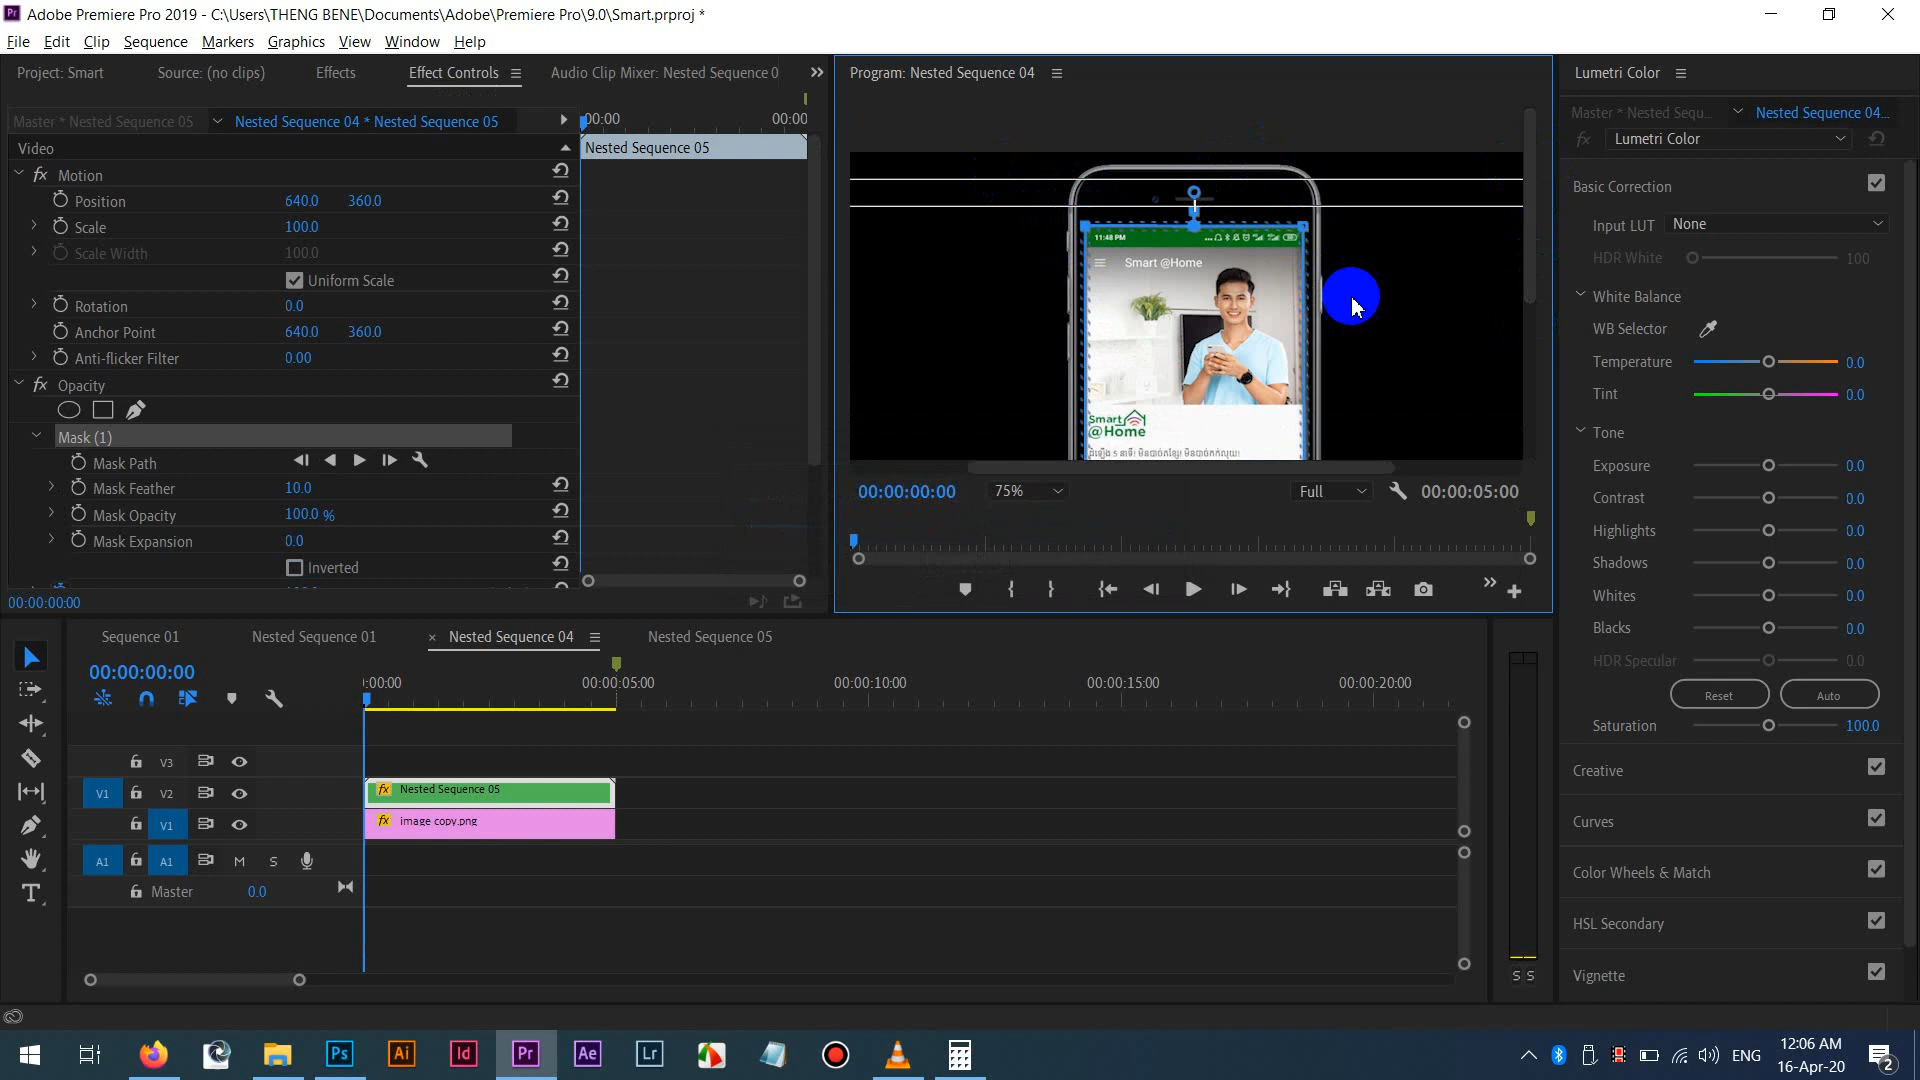 Adobe Premiere Pro 2019 - C:\Users\THENG BENE\Documents\Adobe\Premiere Pro\9.0\Smart.prproj *
File Edit Clip Sequence Markers Graphics View Window Help
Project: Smart Source: (no clips) Effects Effect Controls Audio Clip Mixer: Nested Sequence 0
Master * Nested Sequence 05 Nested Sequence 04 * Nested Sequence 05
:00:00 00:00
Video
Nested Sequence 05
fx Motion
Position 640.0 360.0
Scale 100.0
Scale Width 100.0
Uniform Scale
Rotation 0.0
Anchor Point 640.0 360.0
Anti-flicker Filter 0.00
fx Opacity
Mask (1)
Mask Path
Mask Feather 10.0
Mask Opacity 100.0 %
Mask Expansion 0.0
Inverted
00:00:00:00
Program: Nested Sequence 04
11:48 PM
Smart @Home
Smart
@Home
00:00:00:00 75% Full 00:00:05:00
Lumetri Color
Master * Nested Sequ... Nested Sequence 04...
fx Lumetri Color
Basic Correction
Input LUT None
HDR White 100
White Balance
WB Selector
Temperature 0.0
Tint 0.0
Tone
Exposure 0.0
Contrast 0.0
Highlights 0.0
Shadows 0.0
Whites 0.0
Blacks 0.0
HDR Specular 0.0
Reset Auto
Saturation 100.0
Creative
Curves
Color Wheels & Match
HSL Secondary
Vignette
Sequence 01 Nested Sequence 01 × Nested Sequence 04 Nested Sequence 05
00:00:00:00
:00:00 00:00:05:00 00:00:10:00 00:00:15:00 00:00:20:00
V3
V1 V2 fx Nested Sequence 05
V1 fx image copy.png
A1 A1 M S
Master 0.0
S S
Ps Ai Id Pr Ae Lr
ENG
12:06 AM
16-Apr-20
2